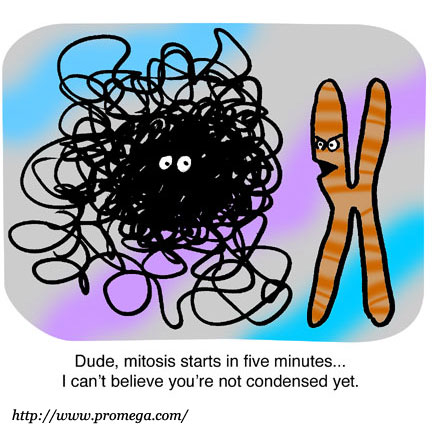 Dude, mitosis starts in five minutes...
I can't believe you're not condensed yet.
http://www.promega.com/